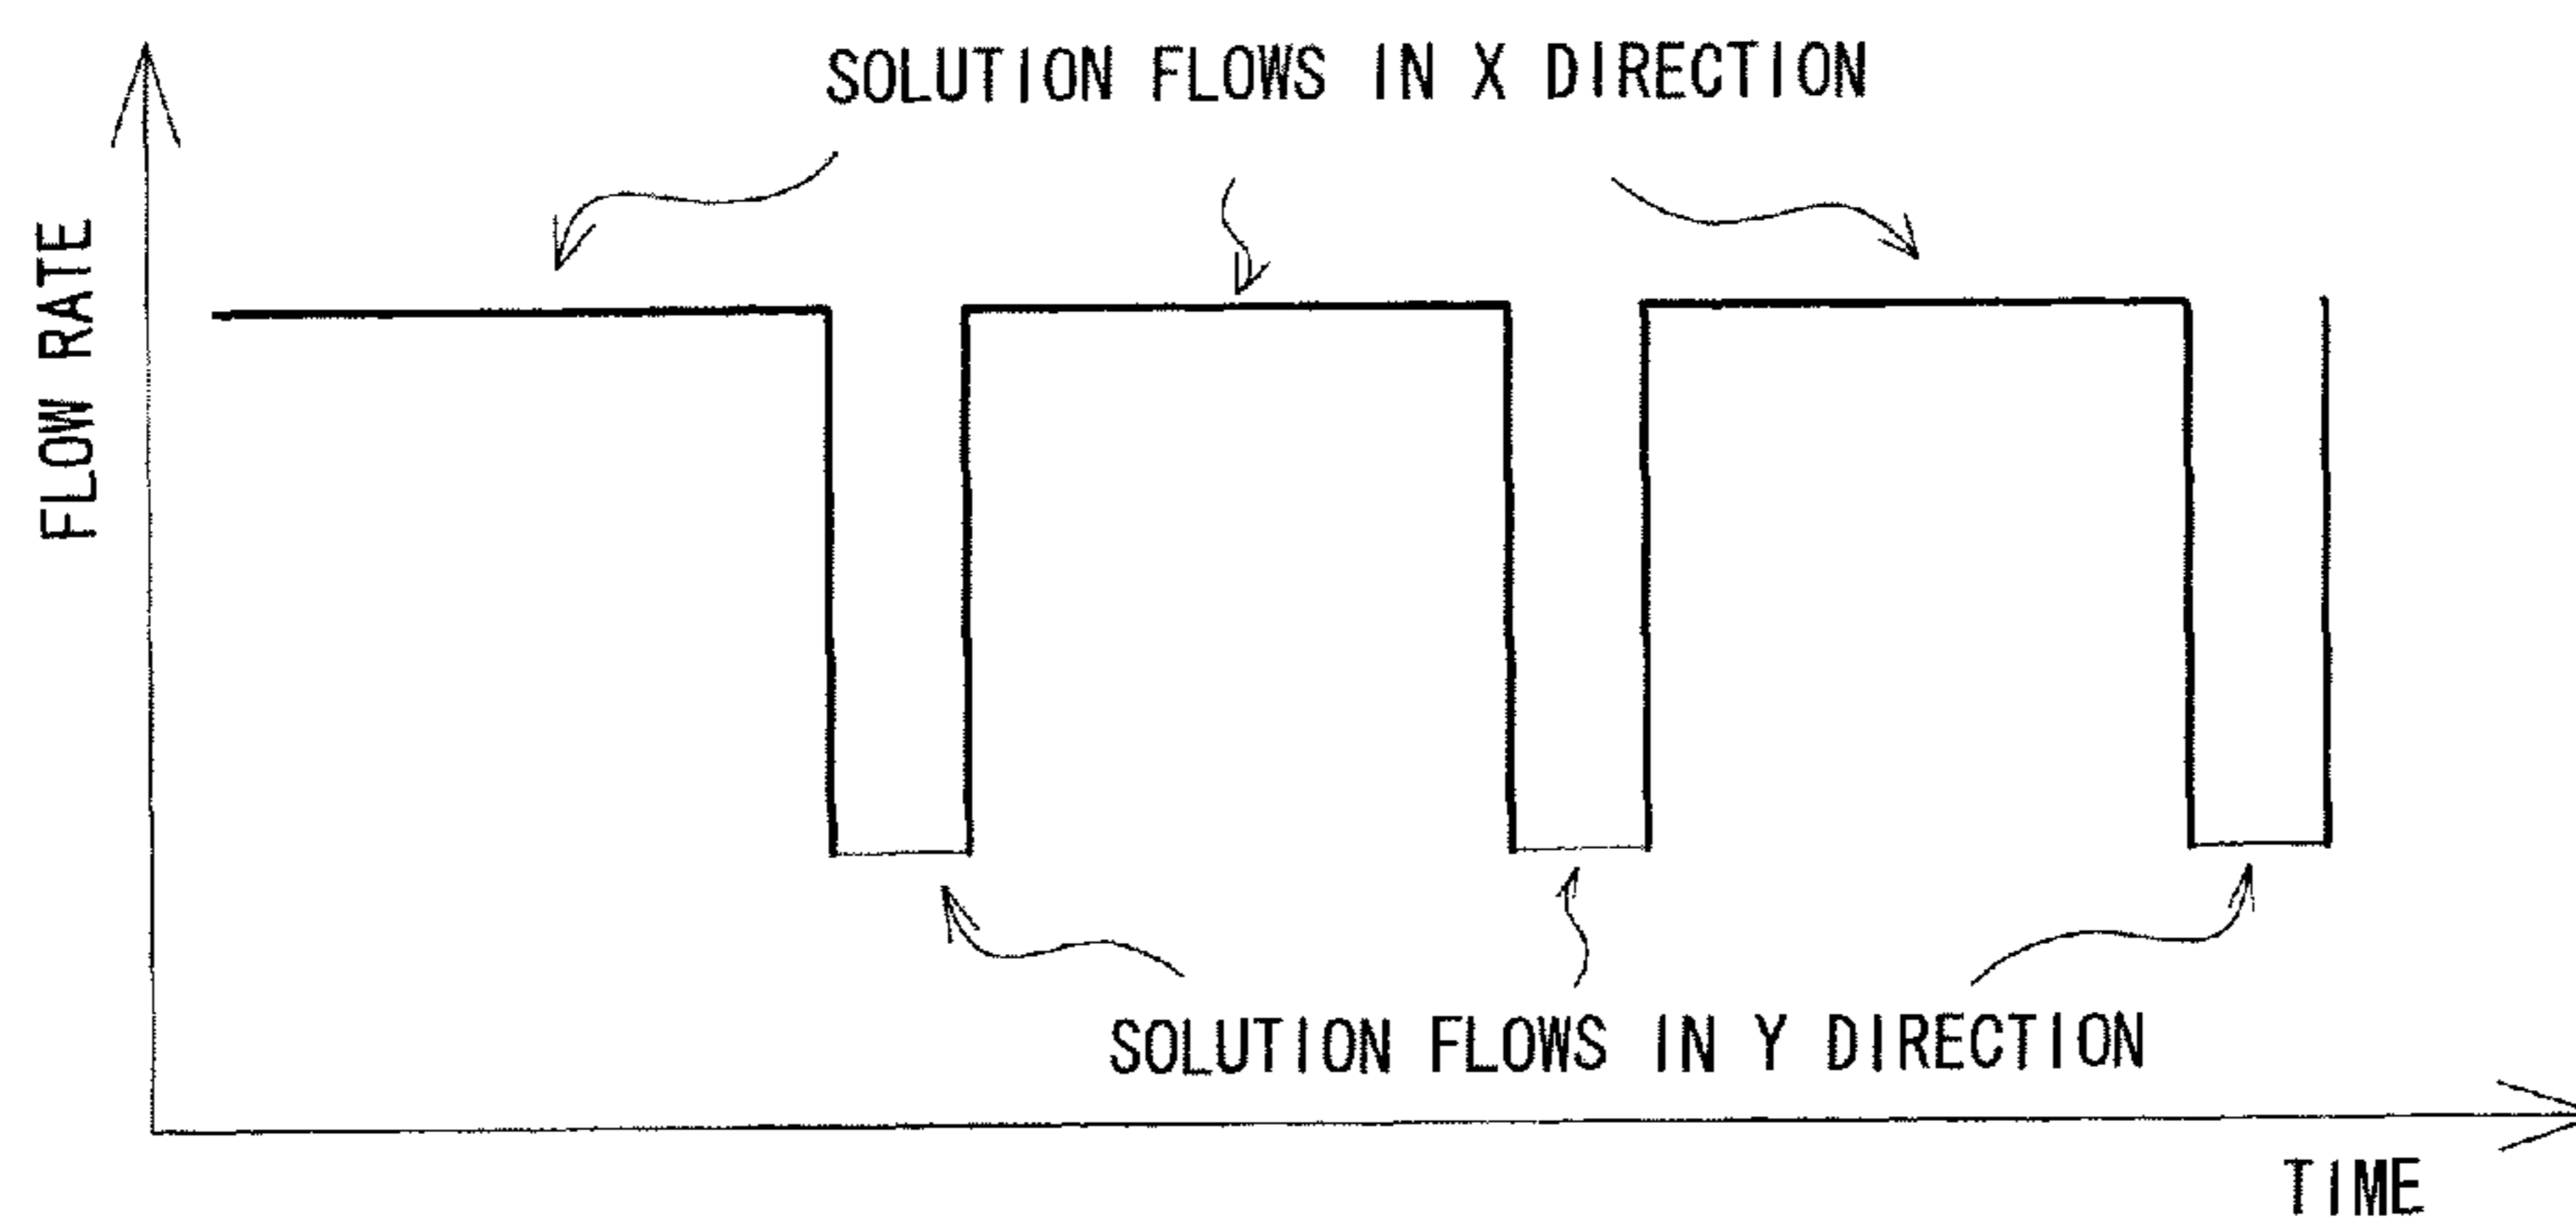 SOLUTION FLOWS IN X DIRECTION
FLOW RATE
SOLUTION FLOWS IN Y DIRECTION
TIME